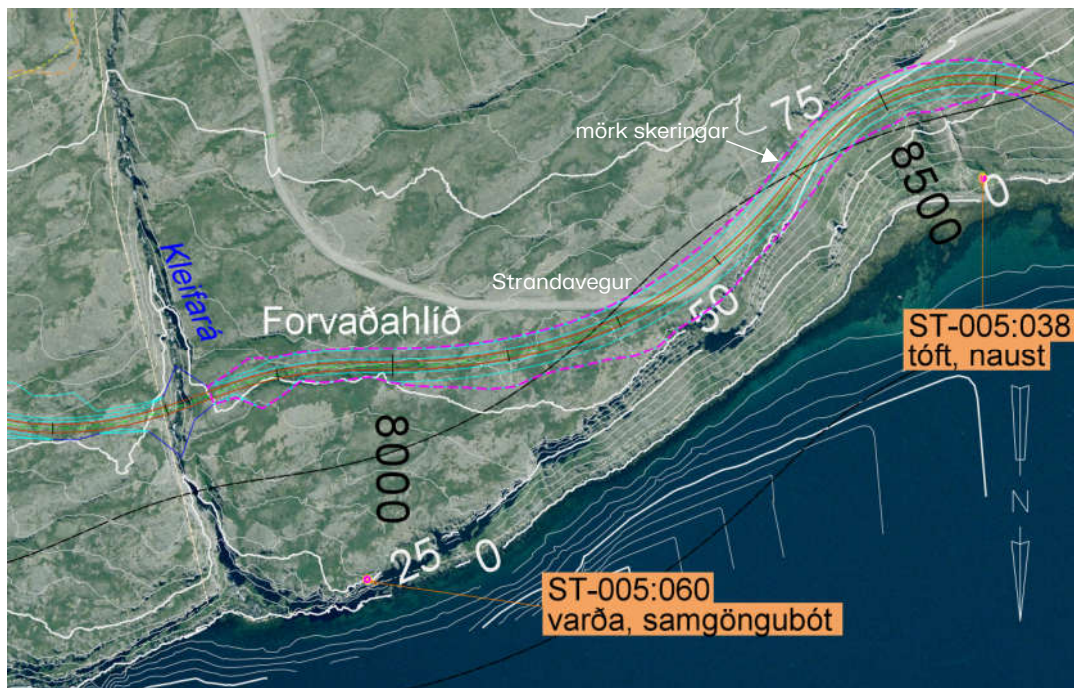 75
mörk skeringar
8500
0
Kleifará
Strandavegur
50
Forvaðahlíð
ST-005:038
tóft, naust
8000
N
25
0
ST-005:060
varða, samgöngubót